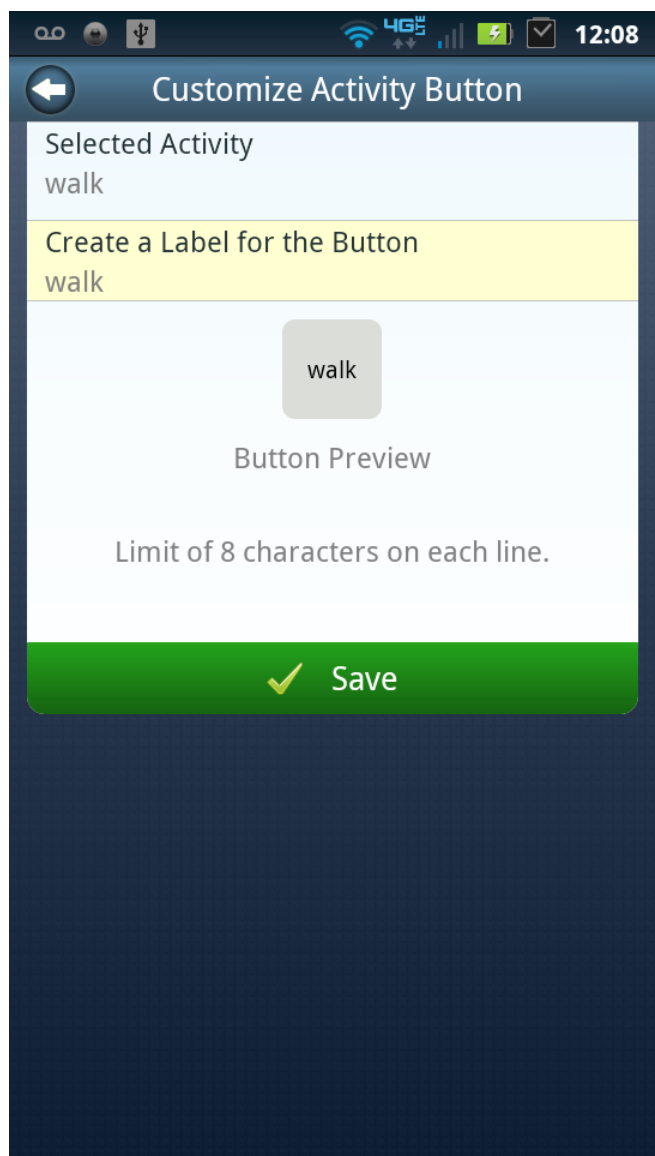 4G LTE 12:08
Customize Activity Button
Selected Activity
walk
Create a Label for the Button
walk
walk
Button Preview
Limit of 8 characters on each line.
Save